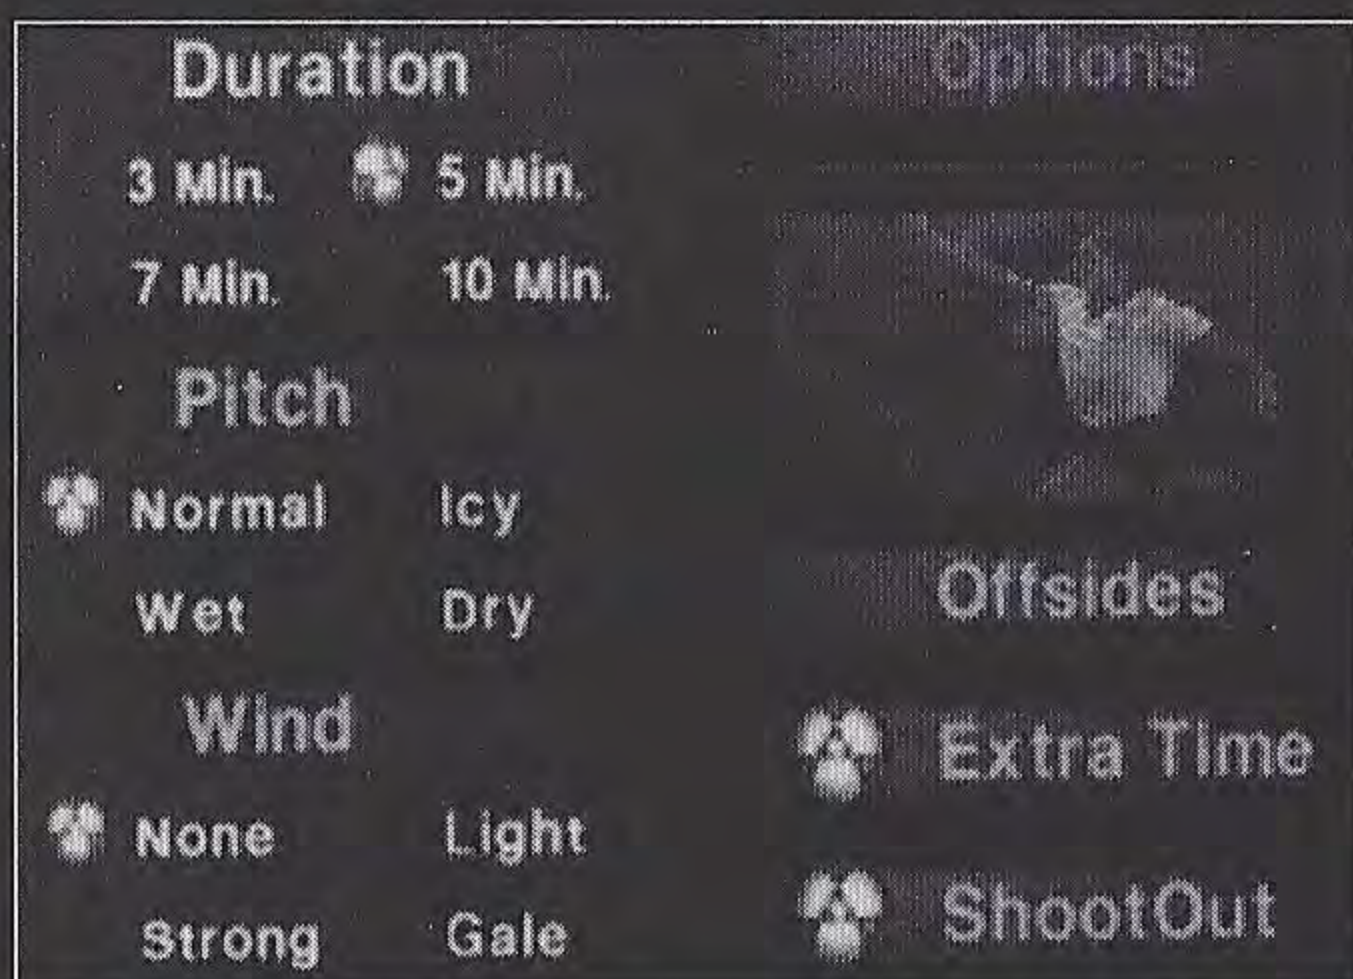 Duration
3 Min. 5 Min.
7 Min. 10 Min.
Pitch
Normal Icy
Wet Dry
Wind
None Light
Strong Gale
Options
Offsides
Extra Time
ShootOut